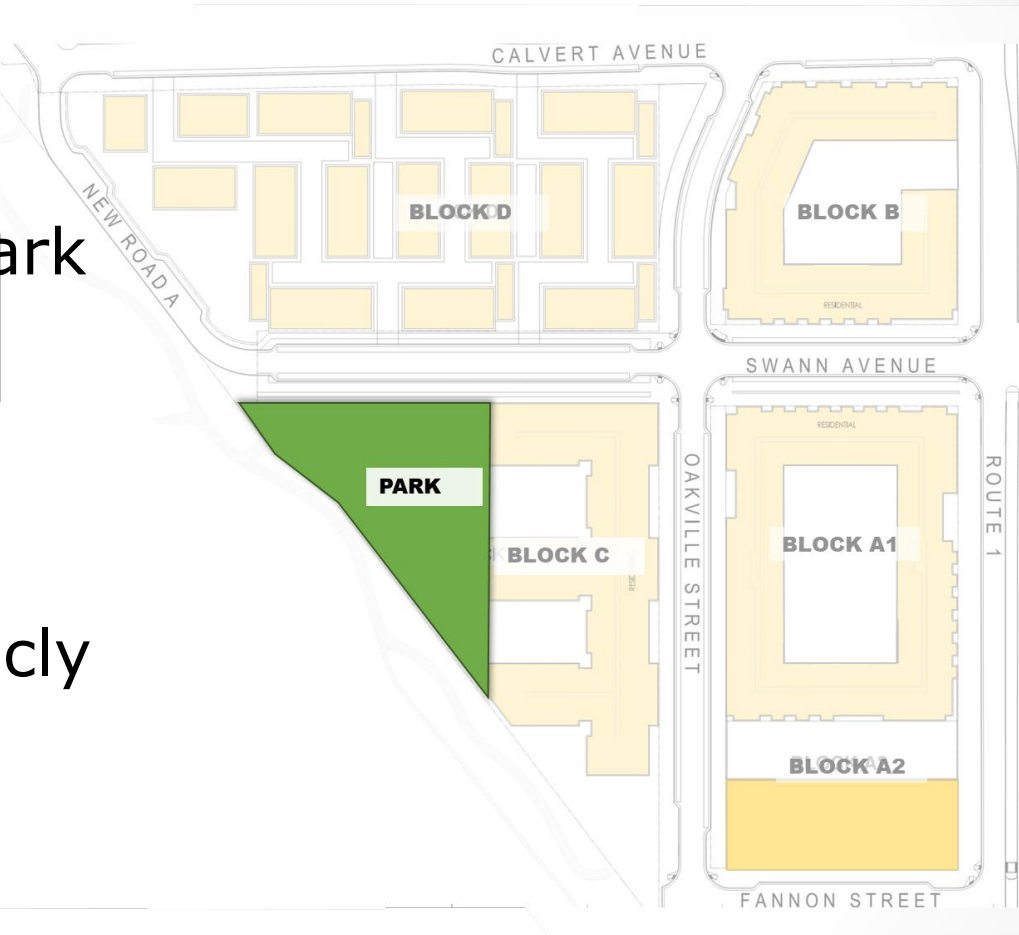 CALVERT AVENUE
NEW ROAD A
BLOCK D
BLOCK B
RESIDENTIAL
ark
SWANN AVENUE
RESIDENTIAL
PARK
OAKVILLE STREET
ROUTE 1
BLOCK A1
BLOCK C
cly
BLOCK A2
FANNON STREET